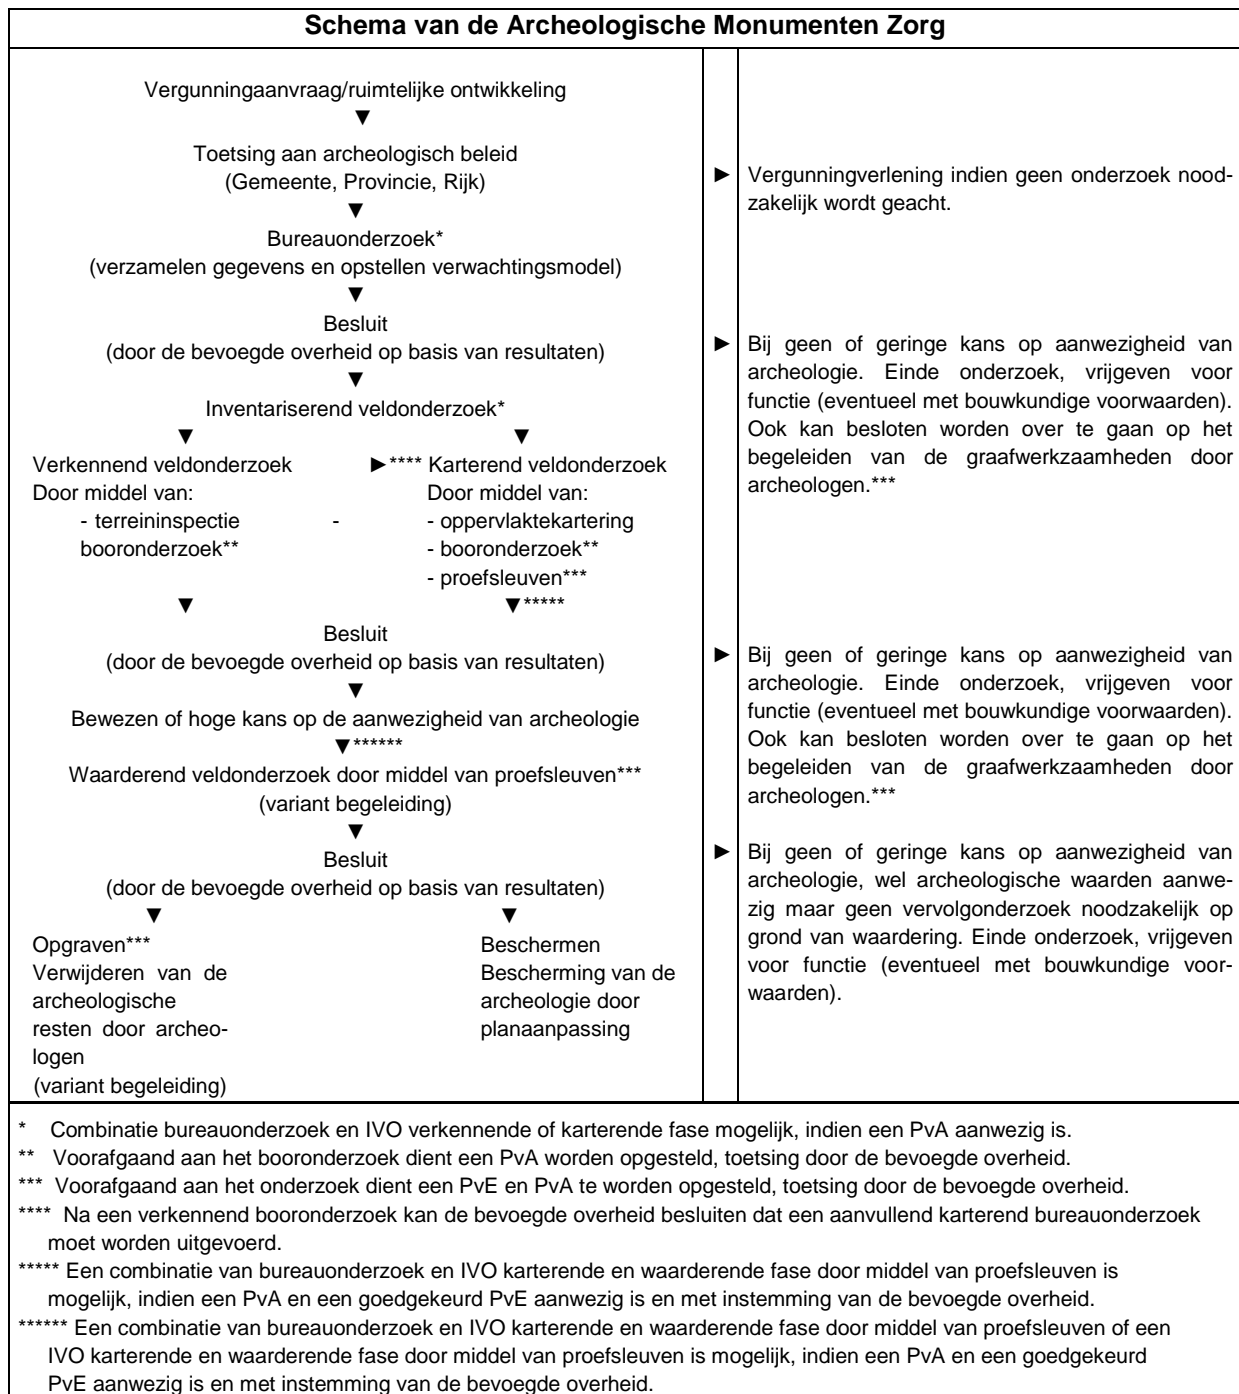 Schema van de Archeologische Monumenten Zorg
Vergunningaanvraag/ruimtelijke ontwikkeling
▼
Toetsing aan archeologisch beleid
(Gemeente, Provincie, Rijk)
▼
Bureauonderzoek*
(verzamelen gegevens en opstellen verwachtingsmodel)
▼
Besluit
(door de bevoegde overheid op basis van resultaten)
▼
Inventariserend veldonderzoek*
▼ ▼
Verkennend veldonderzoek ►**** Karterend veldonderzoek
Door middel van: Door middel van:
- terreininspectie - - oppervlaktekartering
booronderzoek** - booronderzoek**
- proefsleuven***
▼ ▼*****
Besluit
(door de bevoegde overheid op basis van resultaten)
▼
Bewezen of hoge kans op de aanwezigheid van archeologie
▼******
Waarderend veldonderzoek door middel van proefsleuven***
(variant begeleiding)
▼
Besluit
(door de bevoegde overheid op basis van resultaten)
▼ ▼
Opgraven*** Beschermen
Verwijderen van de Bescherming van de
archeologische archeologie door
resten door archeo- planaanpassing
logen
(variant begeleiding)
► Vergunningverlening indien geen onderzoek nood-
zakelijk wordt geacht.
► Bij geen of geringe kans op aanwezigheid van
archeologie. Einde onderzoek, vrijgeven voor
functie (eventueel met bouwkundige voorwaarden).
Ook kan besloten worden over te gaan op het
begeleiden van de graafwerkzaamheden door
archeologen.***
► Bij geen of geringe kans op aanwezigheid van
archeologie. Einde onderzoek, vrijgeven voor
functie (eventueel met bouwkundige voorwaarden).
Ook kan besloten worden over te gaan op het
begeleiden van de graafwerkzaamheden door
archeologen.***
► Bij geen of geringe kans op aanwezigheid van
archeologie, wel archeologische waarden aanwe-
zig maar geen vervolgonderzoek noodzakelijk op
grond van waardering. Einde onderzoek, vrijgeven
voor functie (eventueel met bouwkundige voor-
waarden).
* Combinatie bureauonderzoek en IVO verkennende of karterende fase mogelijk, indien een PvA aanwezig is.
** Voorafgaand aan het booronderzoek dient een PvA worden opgesteld, toetsing door de bevoegde overheid.
*** Voorafgaand aan het onderzoek dient een PvE en PvA te worden opgesteld, toetsing door de bevoegde overheid.
**** Na een verkennend booronderzoek kan de bevoegde overheid besluiten dat een aanvullend karterend bureauonderzoek
moet worden uitgevoerd.
***** Een combinatie van bureauonderzoek en IVO karterende en waarderende fase door middel van proefsleuven is
mogelijk, indien een PvA en een goedgekeurd PvE aanwezig is en met instemming van de bevoegde overheid.
****** Een combinatie van bureauonderzoek en IVO karterende en waarderende fase door middel van proefsleuven of een
IVO karterende en waarderende fase door middel van proefsleuven is mogelijk, indien een PvA en een goedgekeurd
PvE aanwezig is en met instemming van de bevoegde overheid.